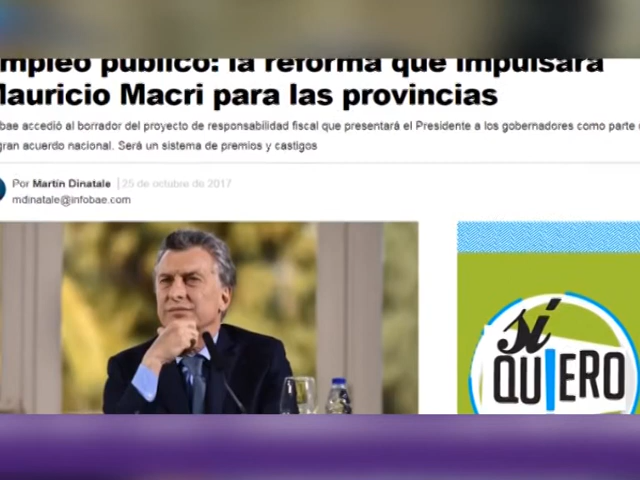 mpleo público: la reforma que impulsará
Mauricio Macri para las provincias
bae accedió al borrador del proyecto de responsabilidad fiscal que presentará el Presidente a los gobernadores como parte
gran acuerdo nacional. Será un sistema de premios y castigos
Por Martín Dinatale | 25 de octubre de 2017
mdinatale@infobae.com
sí
QUIERO